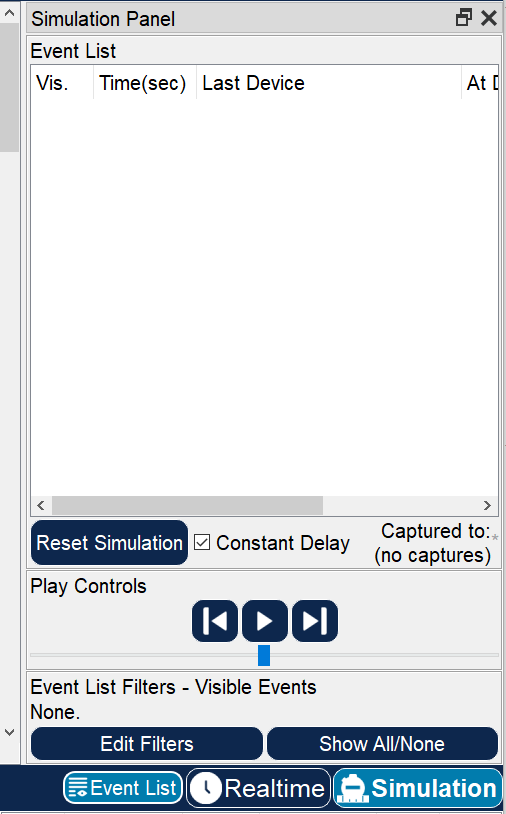 Simulation Panel
Event List
Vis. Time(sec) Last Device At D
Reset Simulation Constant Delay Captured to:*
(no captures)
Play Controls
Event List Filters - Visible Events
None.
Edit Filters Show All/None
Event List Realtime Simulation